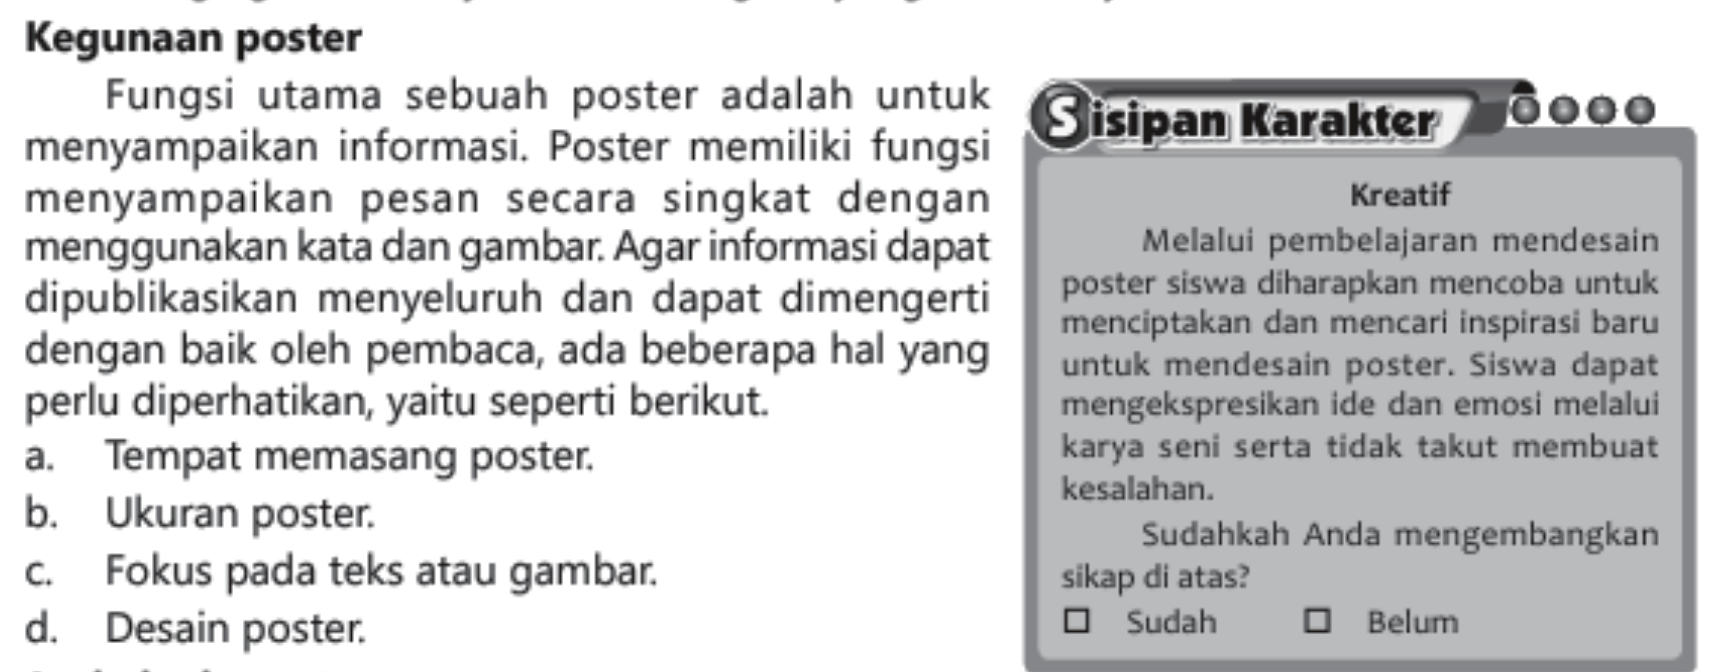 Kegunaan poster
Fungsi utama sebuah poster adalah untuk
menyampaikan informasi. Poster memiliki fungsi
menyampaikan pesan secara singkat dengan
menggunakan kata dan gambar. Agar informasi dapat
dipublikasikan menyeluruh dan dapat dimengerti
dengan baik oleh pembaca, ada beberapa hal yang
perlu diperhatikan, yaitu seperti berikut.
a. Tempat memasang poster.
b. Ukuran poster.
c. Fokus pada teks atau gambar.
d. Desain poster.
Sisipan Karakter
Kreatif
Melalui pembelajaran mendesain
poster siswa diharapkan mencoba untuk
menciptakan dan mencari inspirasi baru
untuk mendesain poster. Siswa dapat
mengekspresikan ide dan emosi melalui
karya seni serta tidak takut membuat
kesalahan.
Sudahkah Anda mengembangkan
sikap di atas?
☐ Sudah ☐ Belum